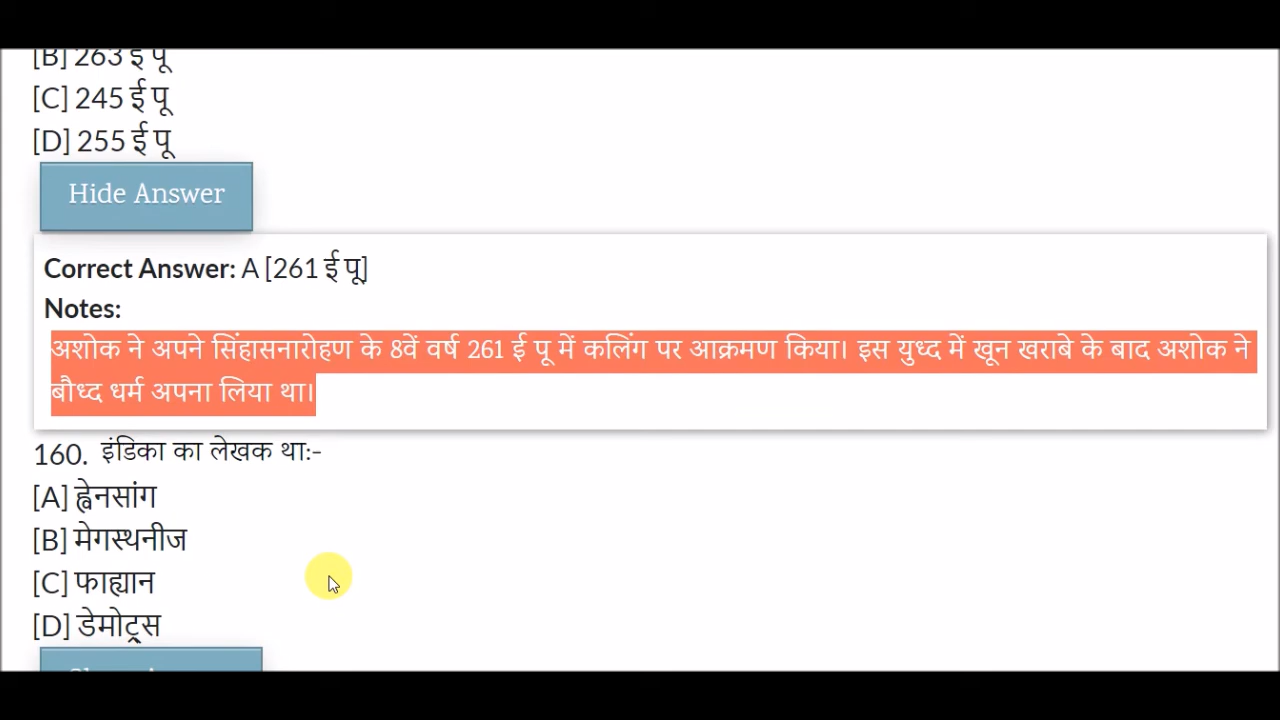 [B] 263 ई पू
[C] 245 ई पू
[D] 255 ई पू
Hide Answer
Correct Answer: A [261 ई पू]
Notes:
अशोक ने अपने सिंहासनारोहण के 8वें वर्ष 261 ई पू में कलिंग पर आक्रमण किया। इस युध्द में खून खराबे के बाद अशोक ने
बौध्द धर्म अपना लिया था।
160. इंडिका का लेखक था:-
[A] ह्वेनसांग
[B] मेगस्थनीज
[C] फाह्यान
[D] डेमोट्रस